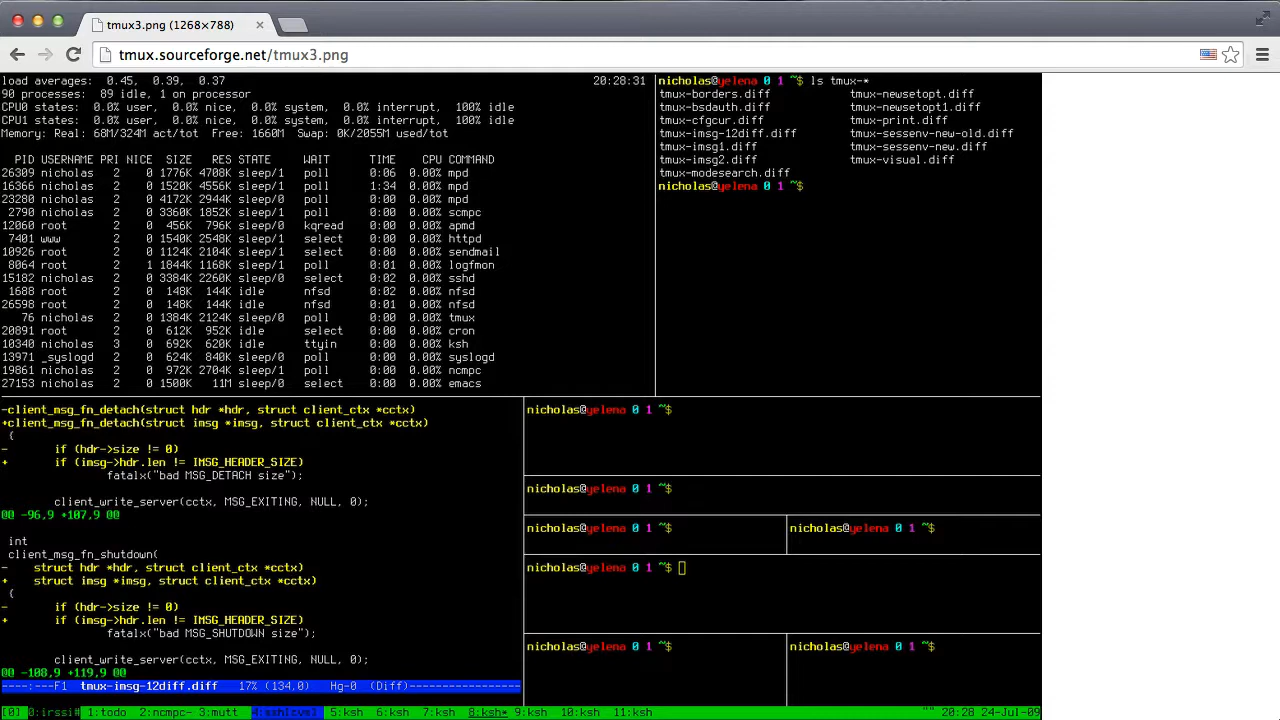 tmux3.png (1268×788)
tmux.sourceforge.net/tmux3.png
load averages: 0.45, 0.39, 0.37 20:28:31
90 processes: 89 idle, 1 on processor
CPU0 states: 0.0% user, 0.0% nice, 0.0% system, 0.0% interrupt, 100% idle
CPU1 states: 0.0% user, 0.0% nice, 0.0% system, 0.0% interrupt, 100% idle
Memory: Real: 68M/324M act/tot Free: 1660M Swap: 0K/2055M used/tot
PID USERNAME PRI NICE SIZE RES STATE WAIT TIME CPU COMMAND
26309 nicholas 2 0 1776K 4708K sleep/1 poll 0:06 0.00% mpd
16366 nicholas 2 0 1520K 4556K sleep/1 poll 1:34 0.00% mpd
23280 nicholas 2 0 4172K 2944K sleep/0 poll 0:00 0.00% mpd
2790 nicholas 2 0 3360K 1852K sleep/1 poll 0:00 0.00% scmpc
12060 root 2 0 456K 796K sleep/0 kqread 0:00 0.00% apmd
7401 www 2 0 1540K 2548K sleep/1 select 0:00 0.00% httpd
10926 root 2 0 1124K 2104K sleep/1 select 0:00 0.00% sendmail
8064 root 2 1 1844K 1168K sleep/1 poll 0:01 0.00% logfmon
15182 nicholas 2 0 3384K 2260K sleep/0 select 0:02 0.00% sshd
1688 root 2 0 148K 144K idle nfsd 0:02 0.00% nfsd
26598 root 2 0 148K 144K idle nfsd 0:01 0.00% nfsd
76 nicholas 2 0 1384K 2124K sleep/0 poll 0:00 0.00% tmux
20891 root 2 0 612K 952K idle select 0:00 0.00% cron
10340 nicholas 3 0 692K 620K idle ttyin 0:00 0.00% ksh
13971 _syslogd 2 0 624K 840K sleep/0 poll 0:00 0.00% syslogd
19861 nicholas 2 0 972K 2704K sleep/1 poll 0:00 0.00% ncmpc
27153 nicholas 2 0 1500K 11M sleep/0 select 0:00 0.00% emacs
nicholas@yelena 0 1 ~$ ls tmux-*
tmux-borders.diff tmux-newsetopt.diff
tmux-bsdauth.diff tmux-newsetopt1.diff
tmux-cfgcur.diff tmux-print.diff
tmux-imsg-12diff.diff tmux-sessenv-new-old.diff
tmux-imsg1.diff tmux-sessenv-new.diff
tmux-imsg2.diff tmux-visual.diff
tmux-modesearch.diff
nicholas@yelena 0 1 ~$
-client_msg_fn_detach(struct hdr *hdr, struct client_ctx *cctx)
+client_msg_fn_detach(struct imsg *imsg, struct client_ctx *cctx)
{
- if (hdr->size != 0)
+ if (imsg->hdr.len != IMSG_HEADER_SIZE)
fatalx("bad MSG_DETACH size");
client_write_server(cctx, MSG_EXITING, NULL, 0);
@@ -96,9 +107,9 @@
int
client_msg_fn_shutdown(
- struct hdr *hdr, struct client_ctx *cctx)
+ struct imsg *imsg, struct client_ctx *cctx)
{
- if (hdr->size != 0)
+ if (imsg->hdr.len != IMSG_HEADER_SIZE)
fatalx("bad MSG_SHUTDOWN size");
client_write_server(cctx, MSG_EXITING, NULL, 0);
@@ -108,9 +119,9 @@
----:---F1 tmux-imsg-12diff.diff 17% (134,0) Hg-0 (Diff)--------------------
nicholas@yelena 0 1 ~$
nicholas@yelena 0 1 ~$
nicholas@yelena 0 1 ~$ nicholas@yelena 0 1 ~$
nicholas@yelena 0 1 ~$
nicholas@yelena 0 1 ~$ nicholas@yelena 0 1 ~$
[0] 0:irssi# 1:todo 2:ncmpc- 3:mutt 5:ksh 6:ksh 7:ksh 8:ksh* 9:ksh 10:ksh 11:ksh "" 20:28 24-Jul-09